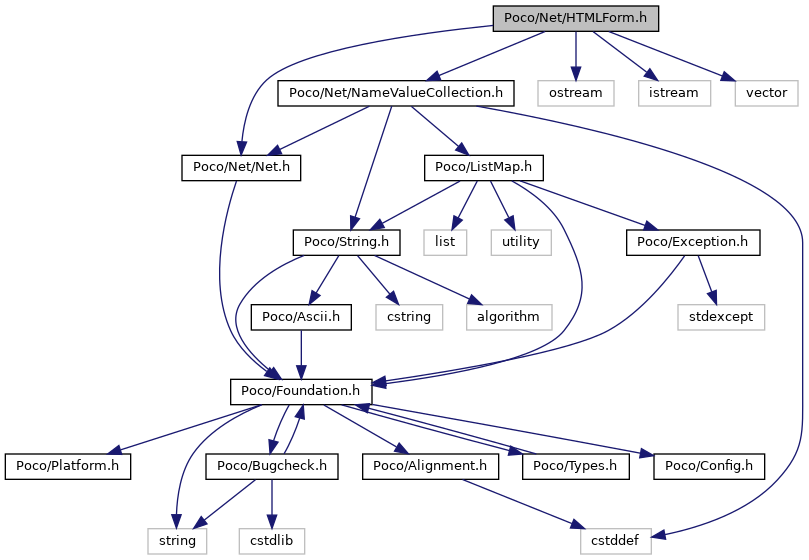 Poco/Net/HTMLForm.h
Poco/Net/NameValueCollection.h
ostream
istream
vector
Poco/Net/Net.h
Poco/ListMap.h
Poco/String.h
list
utility
Poco/Exception.h
Poco/Ascii.h
cstring
algorithm
stdexcept
Poco/Foundation.h
Poco/Platform.h
Poco/Bugcheck.h
Poco/Alignment.h
Poco/Types.h
Poco/Config.h
string
cstdlib
cstddef